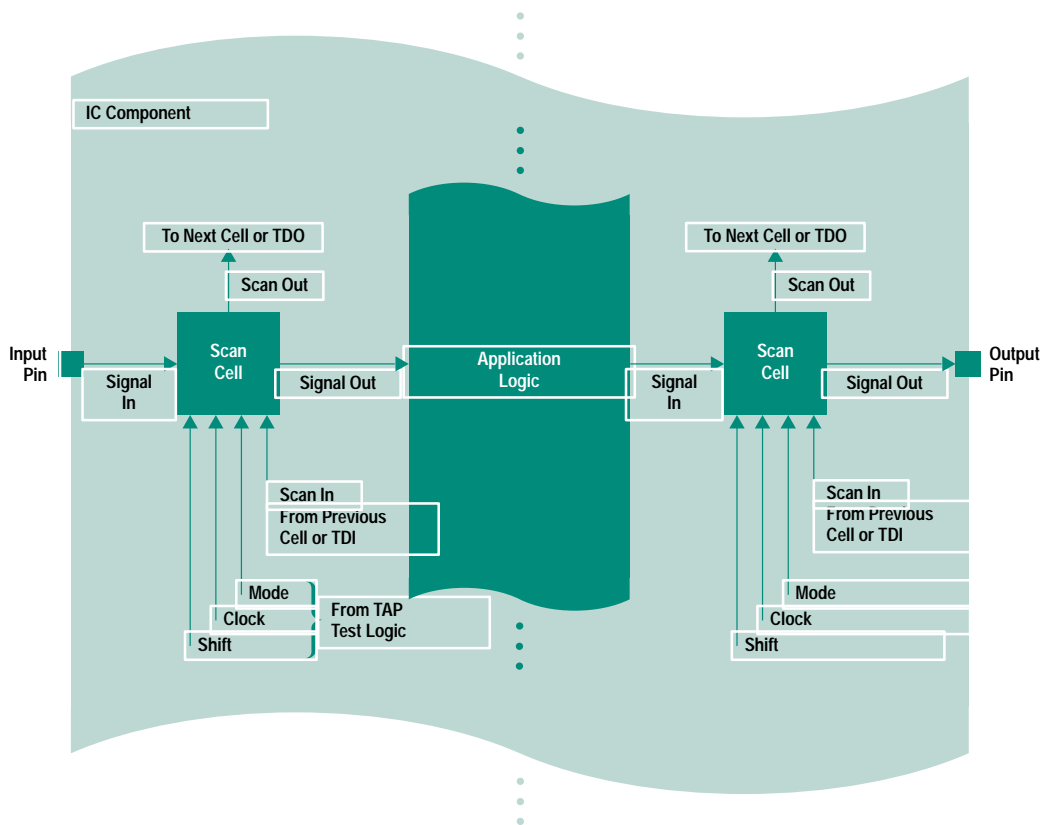 IC Component
To Next Cell or TDO
Scan Out
Input
Pin
Signal
In
Scan
Cell
Signal Out
Application
Logic
Scan In
From Previous
Cell or TDI
Mode
Clock
Shift
From TAP
Test Logic
To Next Cell or TDO
Scan Out
Signal
In
Scan
Cell
Signal Out
Output
Pin
Scan In
From Previous
Cell or TDI
Mode
Clock
Shift